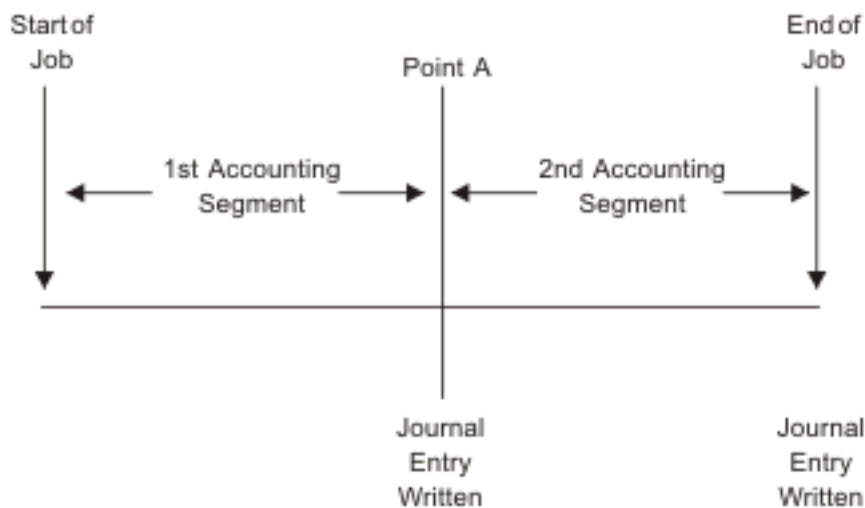 Start of
Job
Point A
End of
Job
1st Accounting
Segment
2nd Accounting
Segment
Journal
Entry
Written
Journal
Entry
Written